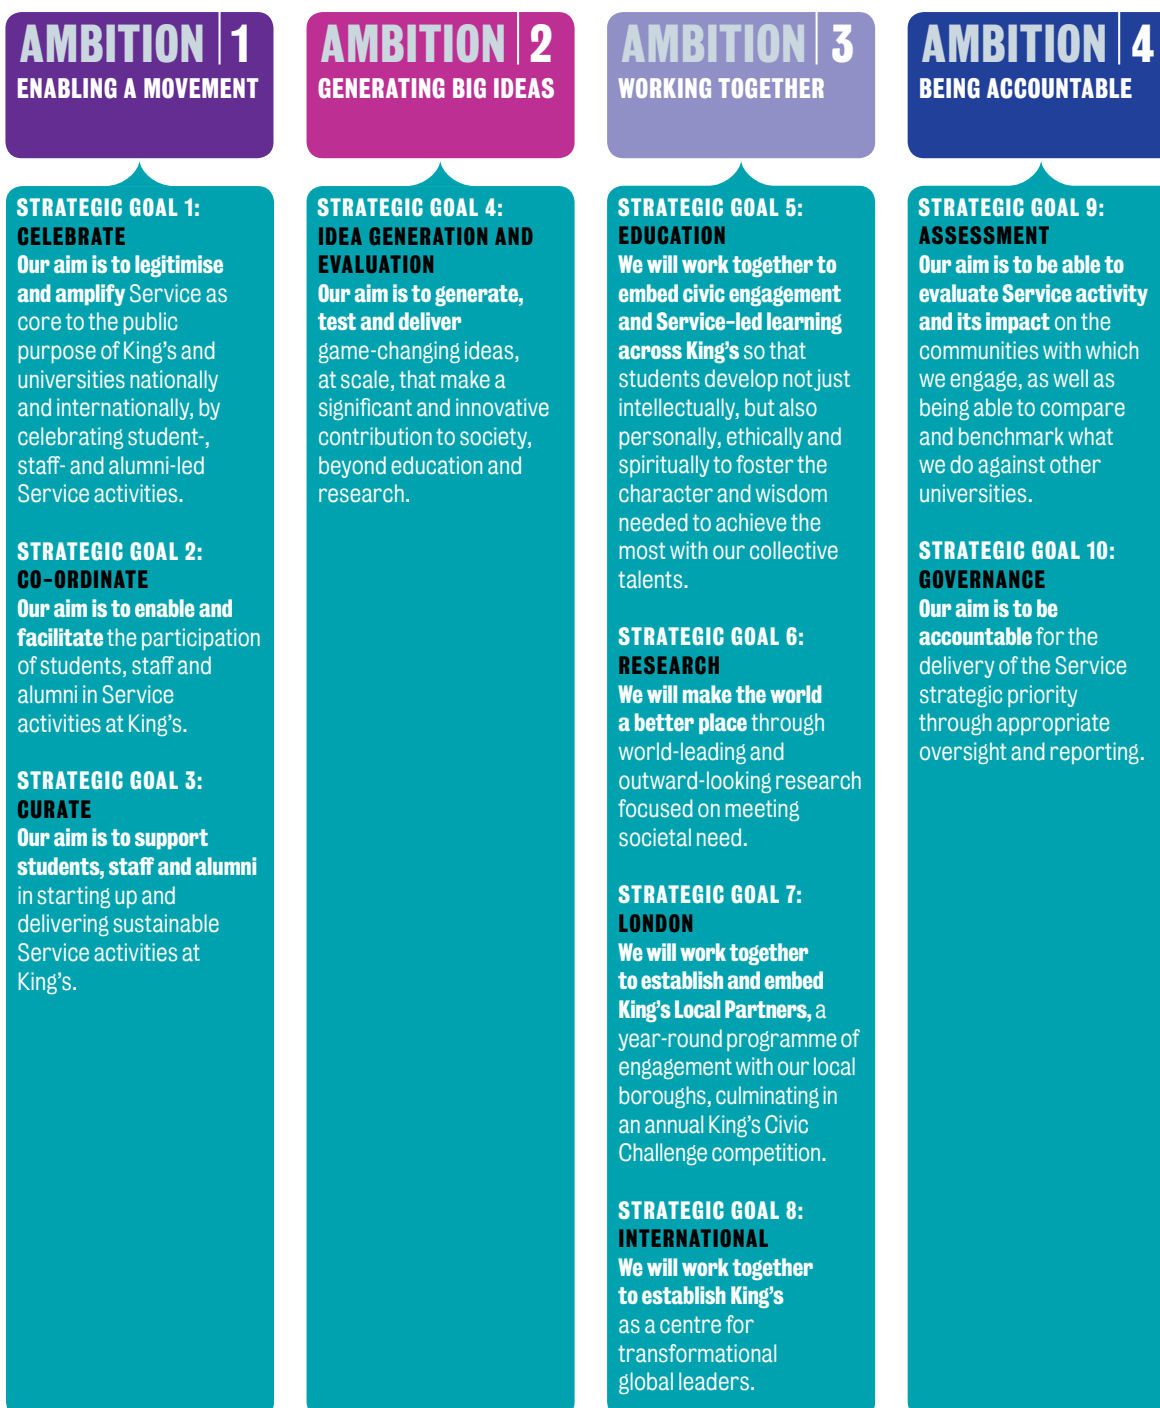 AMBITION 1
ENABLING A MOVEMENT
STRATEGIC GOAL 1:
CELEBRATE
Our aim is to legitimise
and amplify Service as
core to the public
purpose of King's and
universities nationally
and internationally, by
celebrating student-,
staff- and alumni-led
Service activities.
STRATEGIC GOAL 2:
CO-ORDINATE
Our aim is to enable and
facilitate the participation
of students, staff and
alumni in Service
activities at King's.
STRATEGIC GOAL 3:
CURATE
Our aim is to support
students, staff and alumni
in starting up and
delivering sustainable
Service activities at
King's.
AMBITION 2
GENERATING BIG IDEAS
STRATEGIC GOAL 4:
IDEA GENERATION AND
EVALUATION
Our aim is to generate,
test and deliver
game-changing ideas,
at scale, that make a
significant and innovative
contribution to society,
beyond education and
research.
AMBITION 3
WORKING TOGETHER
STRATEGIC GOAL 5:
EDUCATION
We will work together to
embed civic engagement
and Service-led learning
across King's so that
students develop not just
intellectually, but also
personally, ethically and
spiritually to foster the
character and wisdom
needed to achieve the
most with our collective
talents.
STRATEGIC GOAL 6:
RESEARCH
We will make the world
a better place through
world-leading and
outward-looking research
focused on meeting
societal need.
STRATEGIC GOAL 7:
LONDON
We will work together
to establish and embed
King's Local Partners, a
year-round programme of
engagement with our local
boroughs, culminating in
an annual King's Civic
Challenge competition.
STRATEGIC GOAL 8:
INTERNATIONAL
We will work together
to establish King's
as a centre for
transformational
global leaders.
AMBITION 4
BEING ACCOUNTABLE
STRATEGIC GOAL 9:
ASSESSMENT
Our aim is to be able to
evaluate Service activity
and its impact on the
communities with which
we engage, as well as
being able to compare
and benchmark what
we do against other
universities.
STRATEGIC GOAL 10:
GOVERNANCE
Our aim is to be
accountable for the
delivery of the Service
strategic priority
through appropriate
oversight and reporting.